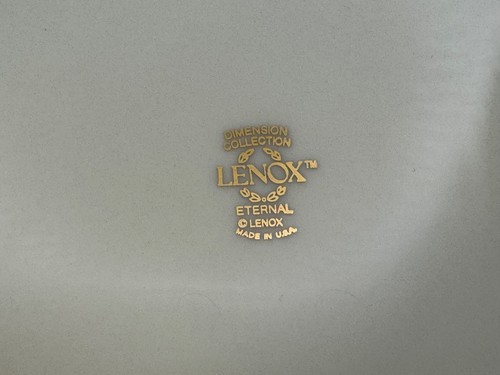 DIMENSION
COLLECTION
LENOX™
ETERNAL
© LENOX
MADE IN U.S.A.